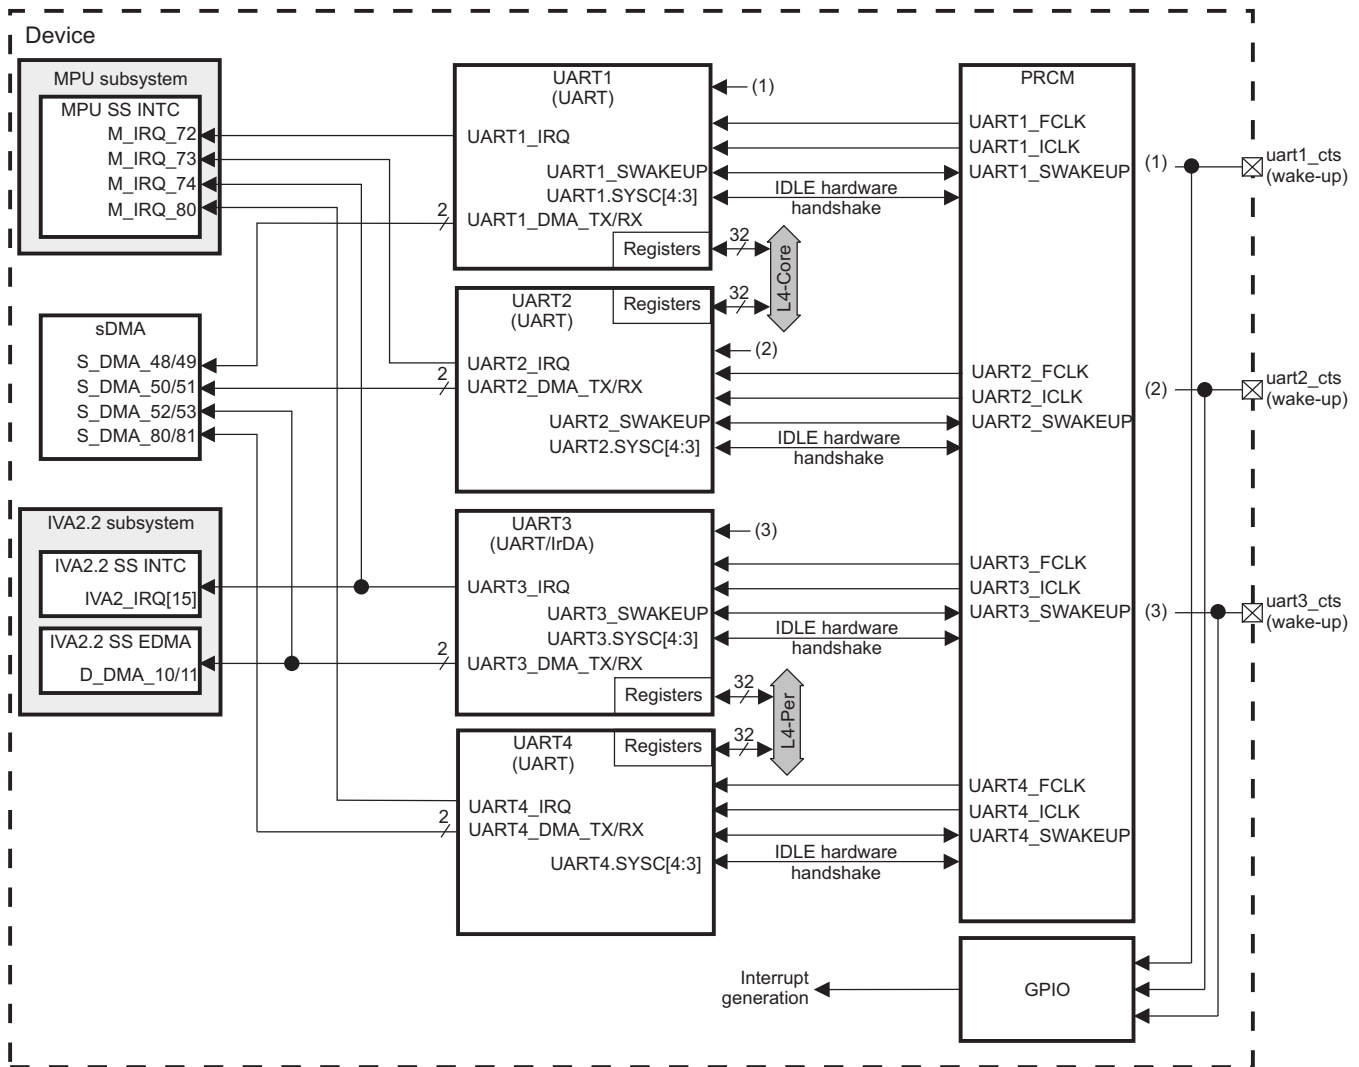 Device
MPU subsystem
MPU SS INTC
M_IRQ_72
M_IRQ_73
M_IRQ_74
M_IRQ_80
sDMA
S_DMA_48/49
S_DMA_50/51
S_DMA_52/53
S_DMA_80/81
IVA2.2 subsystem
IVA2.2 SS INTC
IVA2_IRQ[15]
IVA2.2 SS EDMA
D_DMA_10/11
2
2
2
2
UART1
(UART)
UART1_IRQ
UART1_SWAKEUP
UART1.SYSC[4:3]
UART1_DMA_TX/RX
Registers
(1)
IDLE hardware
handshake
32
L4-Core
UART2
(UART)
Registers
32
(2)
UART2_IRQ
UART2_DMA_TX/RX
UART2_SWAKEUP
UART2.SYSC[4:3]
IDLE hardware
handshake
UART3
(UART/IrDA)
(3)
UART3_IRQ
UART3_SWAKEUP
UART3.SYSC[4:3]
UART3_DMA_TX/RX
Registers
IDLE hardware
handshake
32
L4-Per
UART4
(UART)
Registers
32
UART4_IRQ
UART4_DMA_TX/RX
UART4.SYSC[4:3]
IDLE hardware
handshake
PRCM
UART1_FCLK
UART1_ICLK
UART1_SWAKEUP
UART2_FCLK
UART2_ICLK
UART2_SWAKEUP
UART3_FCLK
UART3_ICLK
UART3_SWAKEUP
UART4_FCLK
UART4_ICLK
UART4_SWAKEUP
(1)
uart1_cts
(wake-up)
(2)
uart2_cts
(wake-up)
(3)
uart3_cts
(wake-up)
Interrupt
generation
GPIO